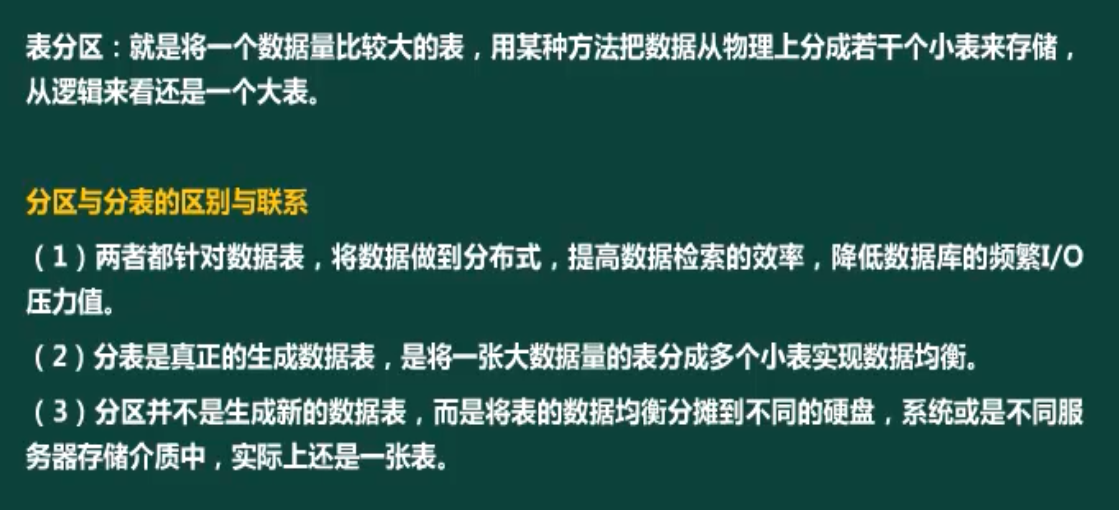 表分区：就是将一个数据量比较大的表，用某种方法把数据从物理上分成若干个小表来存储，
从逻辑来看还是一个大表。
分区与分表的区别与联系
（1）两者都针对数据表，将数据做到分布式，提高数据检索的效率，降低数据库的频繁I/O
压力值。
（2）分表是真正的生成数据表，是将一张大数据量的表分成多个小表实现数据均衡。
（3）分区并不是生成新的数据表，而是将表的数据均衡分摊到不同的硬盘，系统或是不同服
务器存储介质中，实际上还是一张表。